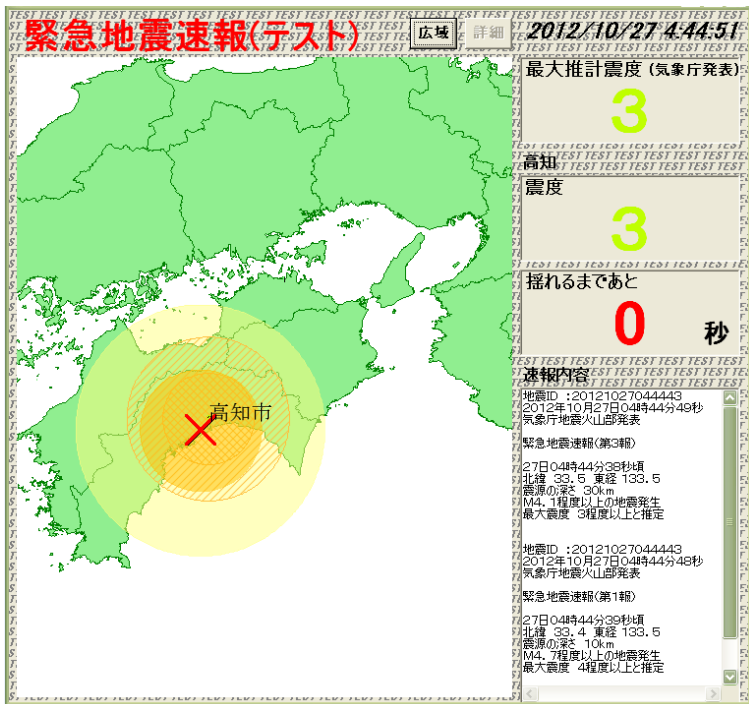 緊急地震速報(テスト)
広域
詳細
2012/10/27 4:44:51
最大推計震度 (気象庁発表)
3
高知
震度
3
揺れるまであと
0 秒
速報内容
地震ID :20121027044443
2012年10月27日04時44分49秒
気象庁地震火山部発表
緊急地震速報(第3報)
27日04時44分38秒頃
北緯 33.5 東経 133.5
震源の深さ 30km
M4.1程度以上の地震発生
最大震度 3程度以上と推定
地震ID :20121027044443
2012年10月27日04時44分48秒
気象庁地震火山部発表
緊急地震速報(第1報)
27日04時44分39秒頃
北緯 33.4 東経 133.5
震源の深さ 10km
M4.7程度以上の地震発生
最大震度 4程度以上と推定
高知市